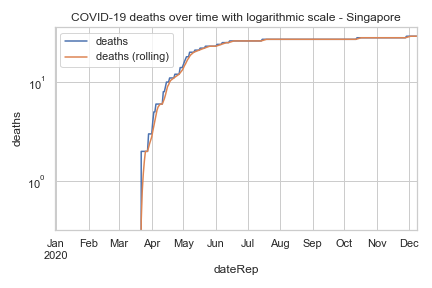 COVID-19 deaths over time with logarithmic scale - Singapore
deaths
deaths (rolling)
10¹
10⁰
deaths
Jan Feb Mar Apr May Jun Jul Aug Sep Oct Nov Dec
2020
dateRep